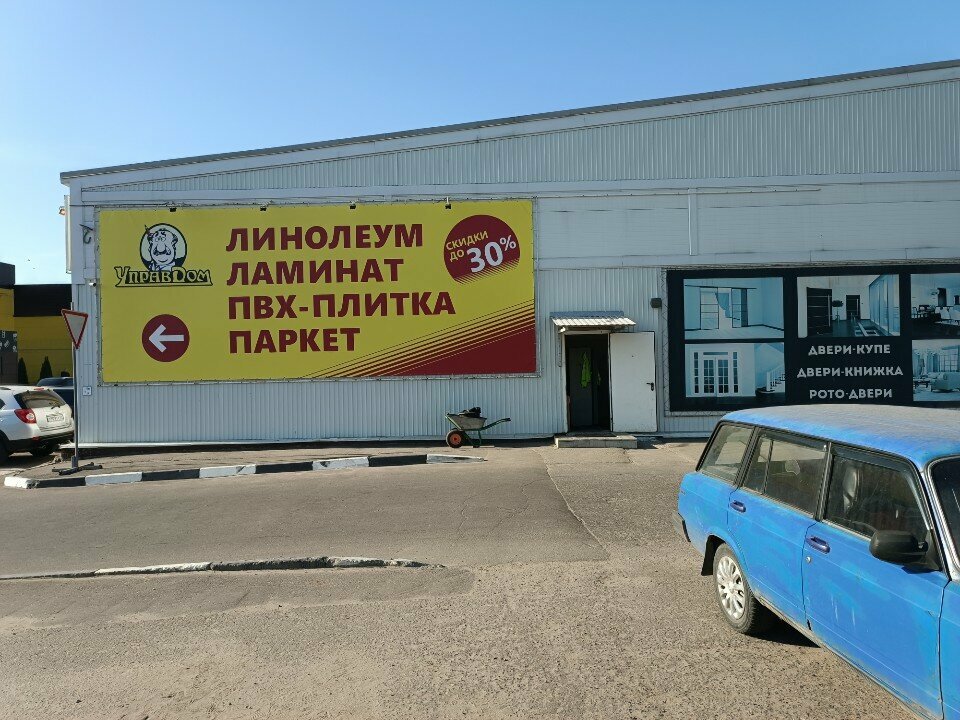 УПРАВДОМ
ЛИНОЛЕУМ
ЛАМИНАТ
ПВХ-ПЛИТКА
ПАРКЕТ
СКИДКИ
ДО 30%
ДВЕРИ-КУПЕ
ДВЕРИ-КНИЖКА
РОТО-ДВЕРИ